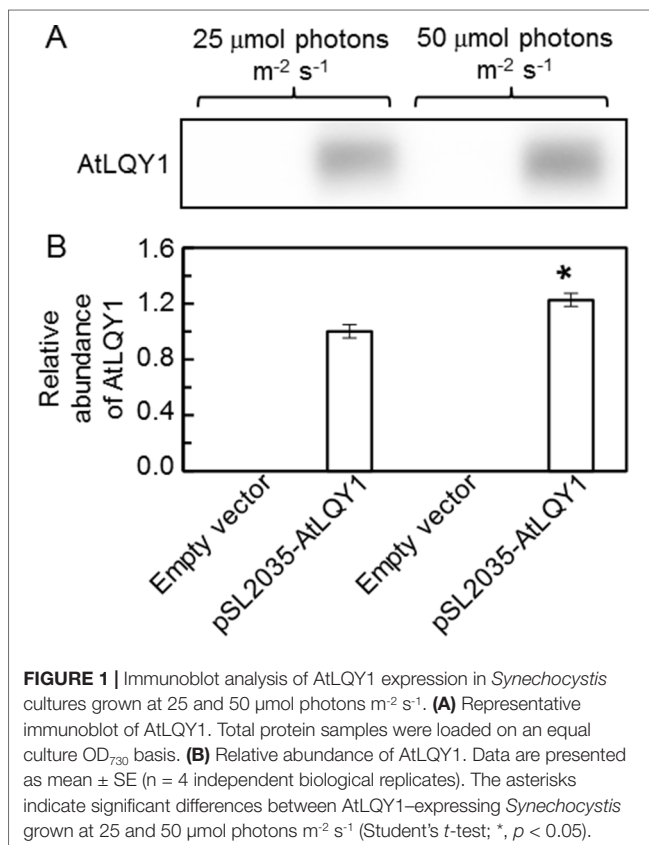 A
25 μmol photons m⁻² s⁻¹
50 μmol photons m⁻² s⁻¹
AtLQY1
B
Relative abundance of AtLQY1
1.6
1.2
0.8
0.4
0.0
*
Empty vector
pSL2035-AtLQY1
Empty vector
pSL2035-AtLQY1
FIGURE 1 | Immunoblot analysis of AtLQY1 expression in Synechocystis
cultures grown at 25 and 50 μmol photons m⁻² s⁻¹. (A) Representative
immunoblot of AtLQY1. Total protein samples were loaded on an equal
culture OD₇₃₀ basis. (B) Relative abundance of AtLQY1. Data are presented
as mean ± SE (n = 4 independent biological replicates). The asterisks
indicate significant differences between AtLQY1–expressing Synechocystis
grown at 25 and 50 μmol photons m⁻² s⁻¹ (Student's t-test; *, p < 0.05).